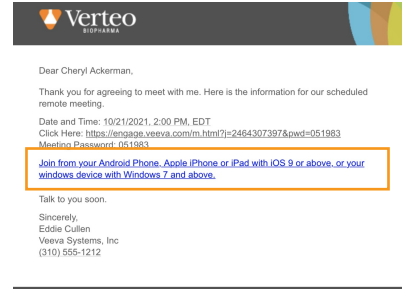 Verteo
BIOPHARMA
Dear Cheryl Ackerman,
Thank you for agreeing to meet with me. Here is the information for our scheduled
remote meeting.
Date and Time: 10/21/2021, 2:00 PM, EDT
Click Here: https://engage.veeva.com/m.html?j=2464307397&pwd=051983
Meeting Password: 051983
Join from your Android Phone, Apple iPhone or iPad with iOS 9 or above, or your
windows device with Windows 7 and above.
Talk to you soon.
Sincerely,
Eddie Cullen
Veeva Systems, Inc
(310) 555-1212